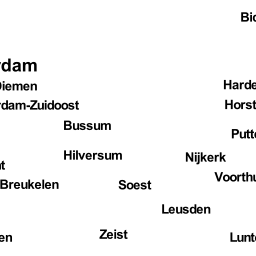 Bio
rdam
Diemen
Harde
rdam-Zuidoost
Horst
Bussum
Putte
Hilversum
Nijkerk
t
Breukelen
Soest
Voorthu
Leusden
en
Zeist
Lunte